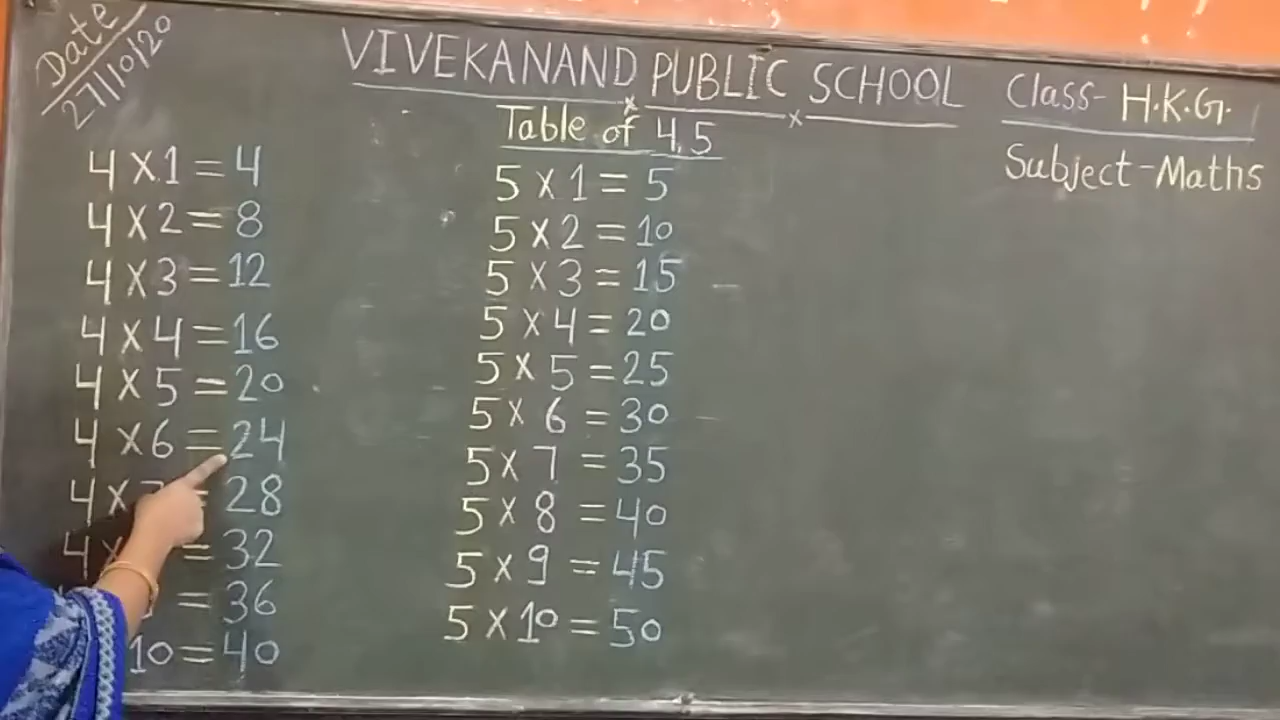 Date
27/10/20
VIVEKANAND PUBLIC SCHOOL
Class- H.K.G.
Subject-Maths
Table of 4,5
4 × 1 = 4
4 × 2 = 8
4 × 3 = 12
4 × 4 = 16
4 × 5 = 20
4 × 6 = 24
4 × 7 = 28
4 × = 32
= 36
10 = 40
5 × 1 = 5
5 × 2 = 10
5 × 3 = 15
5 × 4 = 20
5 × 5 = 25
5 × 6 = 30
5 × 7 = 35
5 × 8 = 40
5 × 9 = 45
5 × 10 = 50